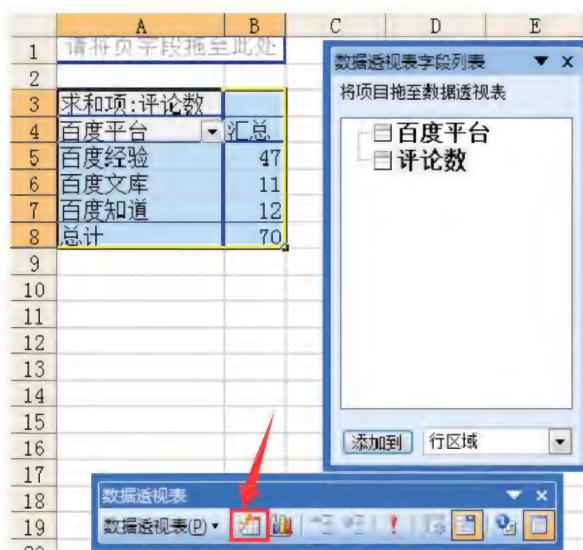 A B C D E
1 请将页字段拖至此处
2
3 求和项:评论数
4 百度平台 汇总
5 百度经验 47
6 百度文库 11
7 百度知道 12
8 总计 70
9
10
11
12
13
14
15
16
17
18
19
数据透视表字段列表
将项目拖至数据透视表
百度平台
评论数
添加到 行区域
数据透视表
数据透视表(P)